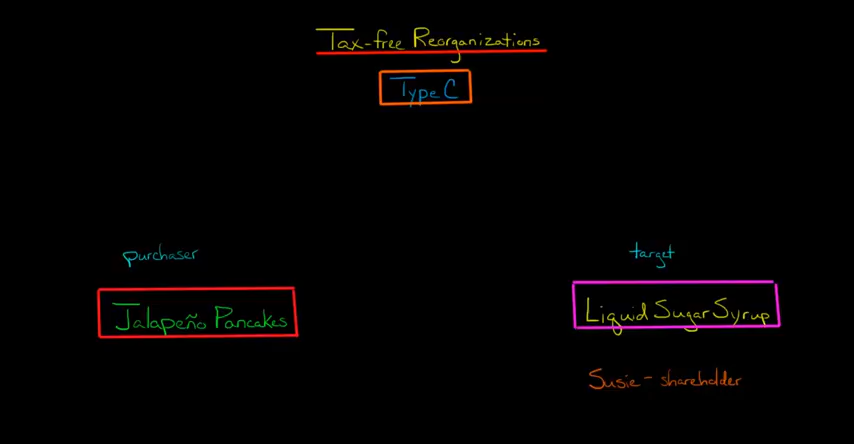 Tax-free Reorganizations
Type C
purchaser
target
Jalapeño Pancakes
Liquid Sugar Syrup
Susie - shareholder